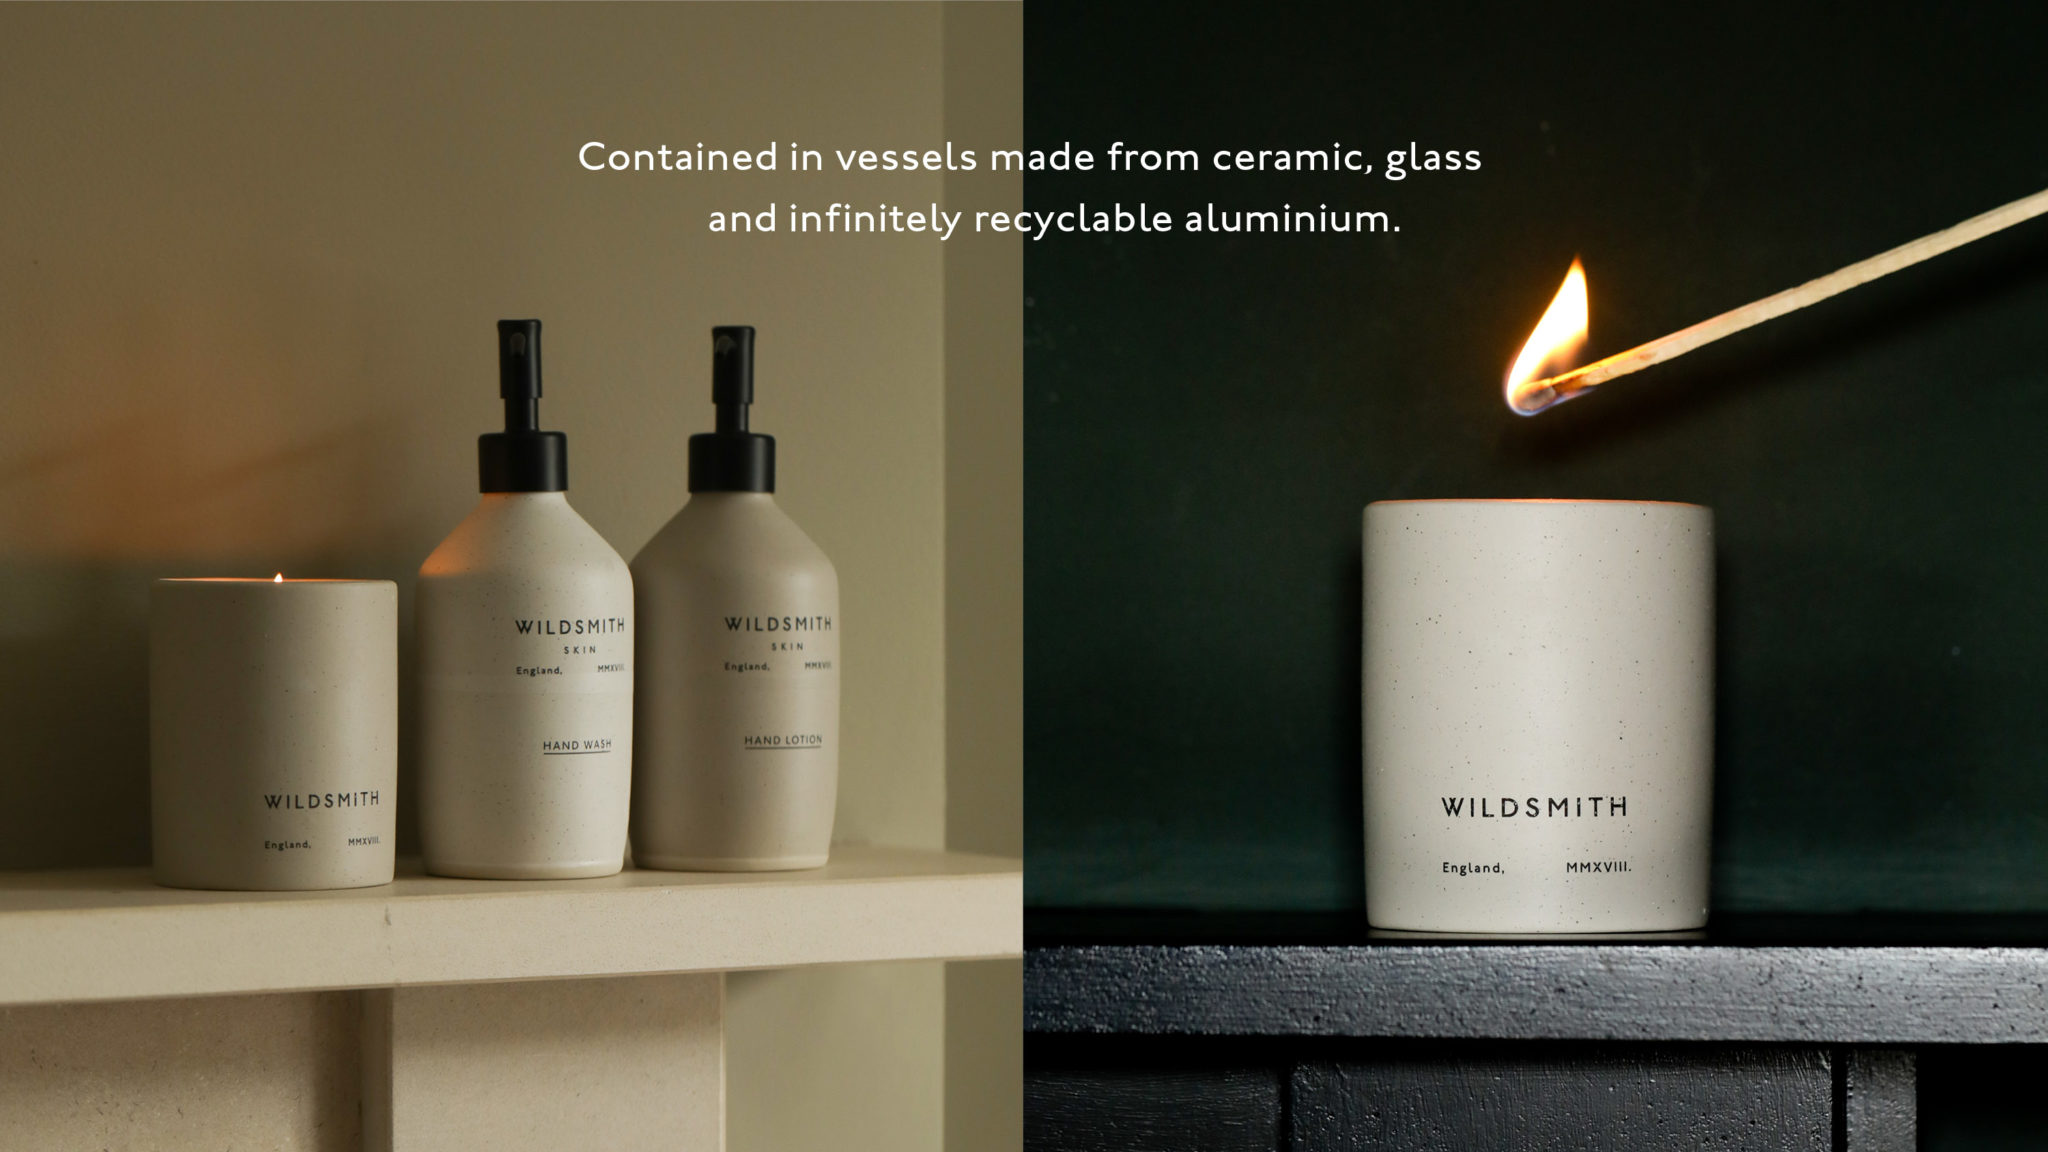 Contained in vessels made from ceramic, glass
and infinitely recyclable aluminium.
WILDSMITH
England, MMXVIII.
WILDSMITH
SKIN
England, MMXVIII.
HAND WASH
WILDSMITH
SKIN
England, MMXVIII.
HAND LOTION
WILDSMITH
England, MMXVIII.